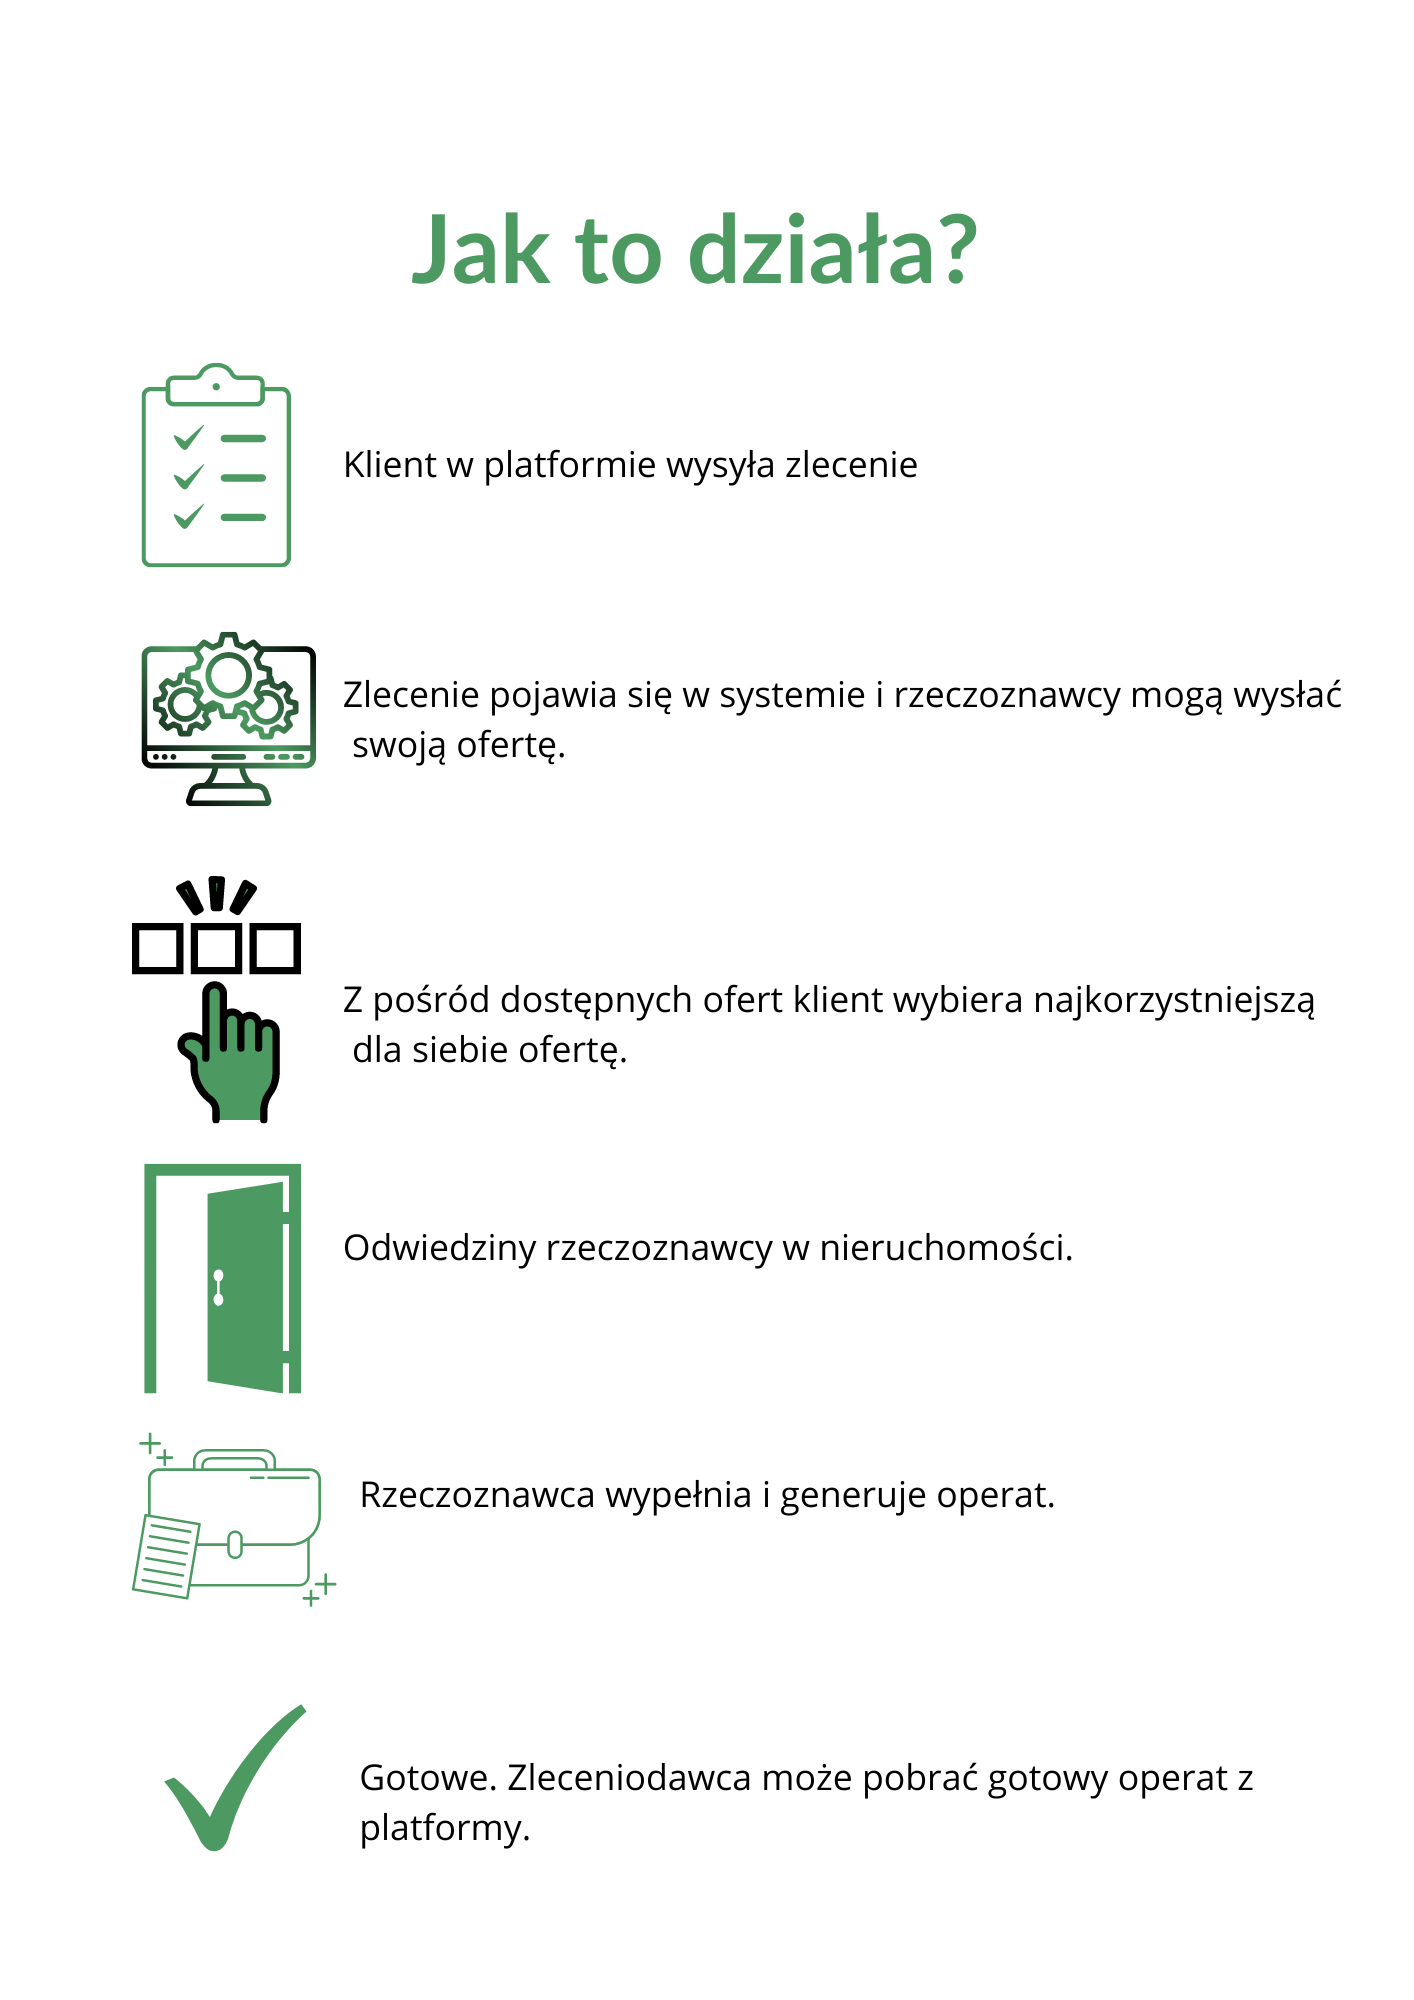 Jak to działa?
Klient w platformie wysyła zlecenie
Zlecenie pojawia się w systemie i rzeczoznawcy mogą wysłać
swoją ofertę.
Z pośród dostępnych ofert klient wybiera najkorzystniejszą
dla siebie ofertę.
Odwiedziny rzeczoznawcy w nieruchomości.
Rzeczoznawca wypełnia i generuje operat.
Gotowe. Zleceniodawca może pobrać gotowy operat z
platformy.